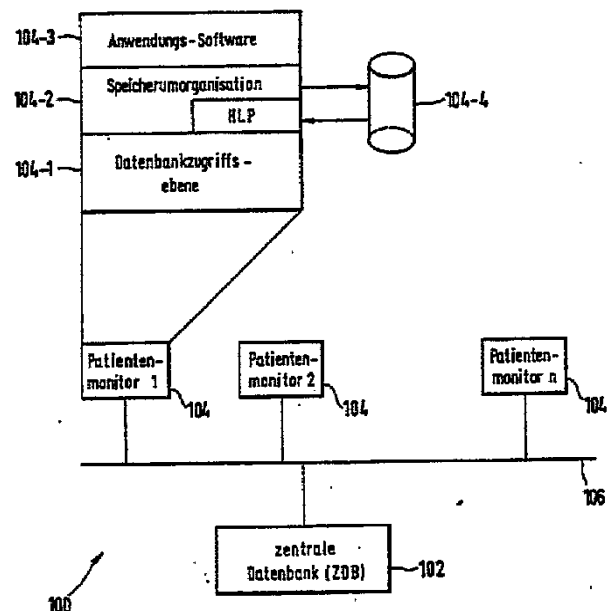 104-3
Anwendungs-Software
Speicherumorganisation
104-2
HLP
104-4
104-1
Datenbankzugriffs-
ebene
Patienten-
monitor 1
104
Patienten-
monitor 2
104
Patienten-
monitor n
104
106
zentrale
Datenbank (ZDB)
102
100